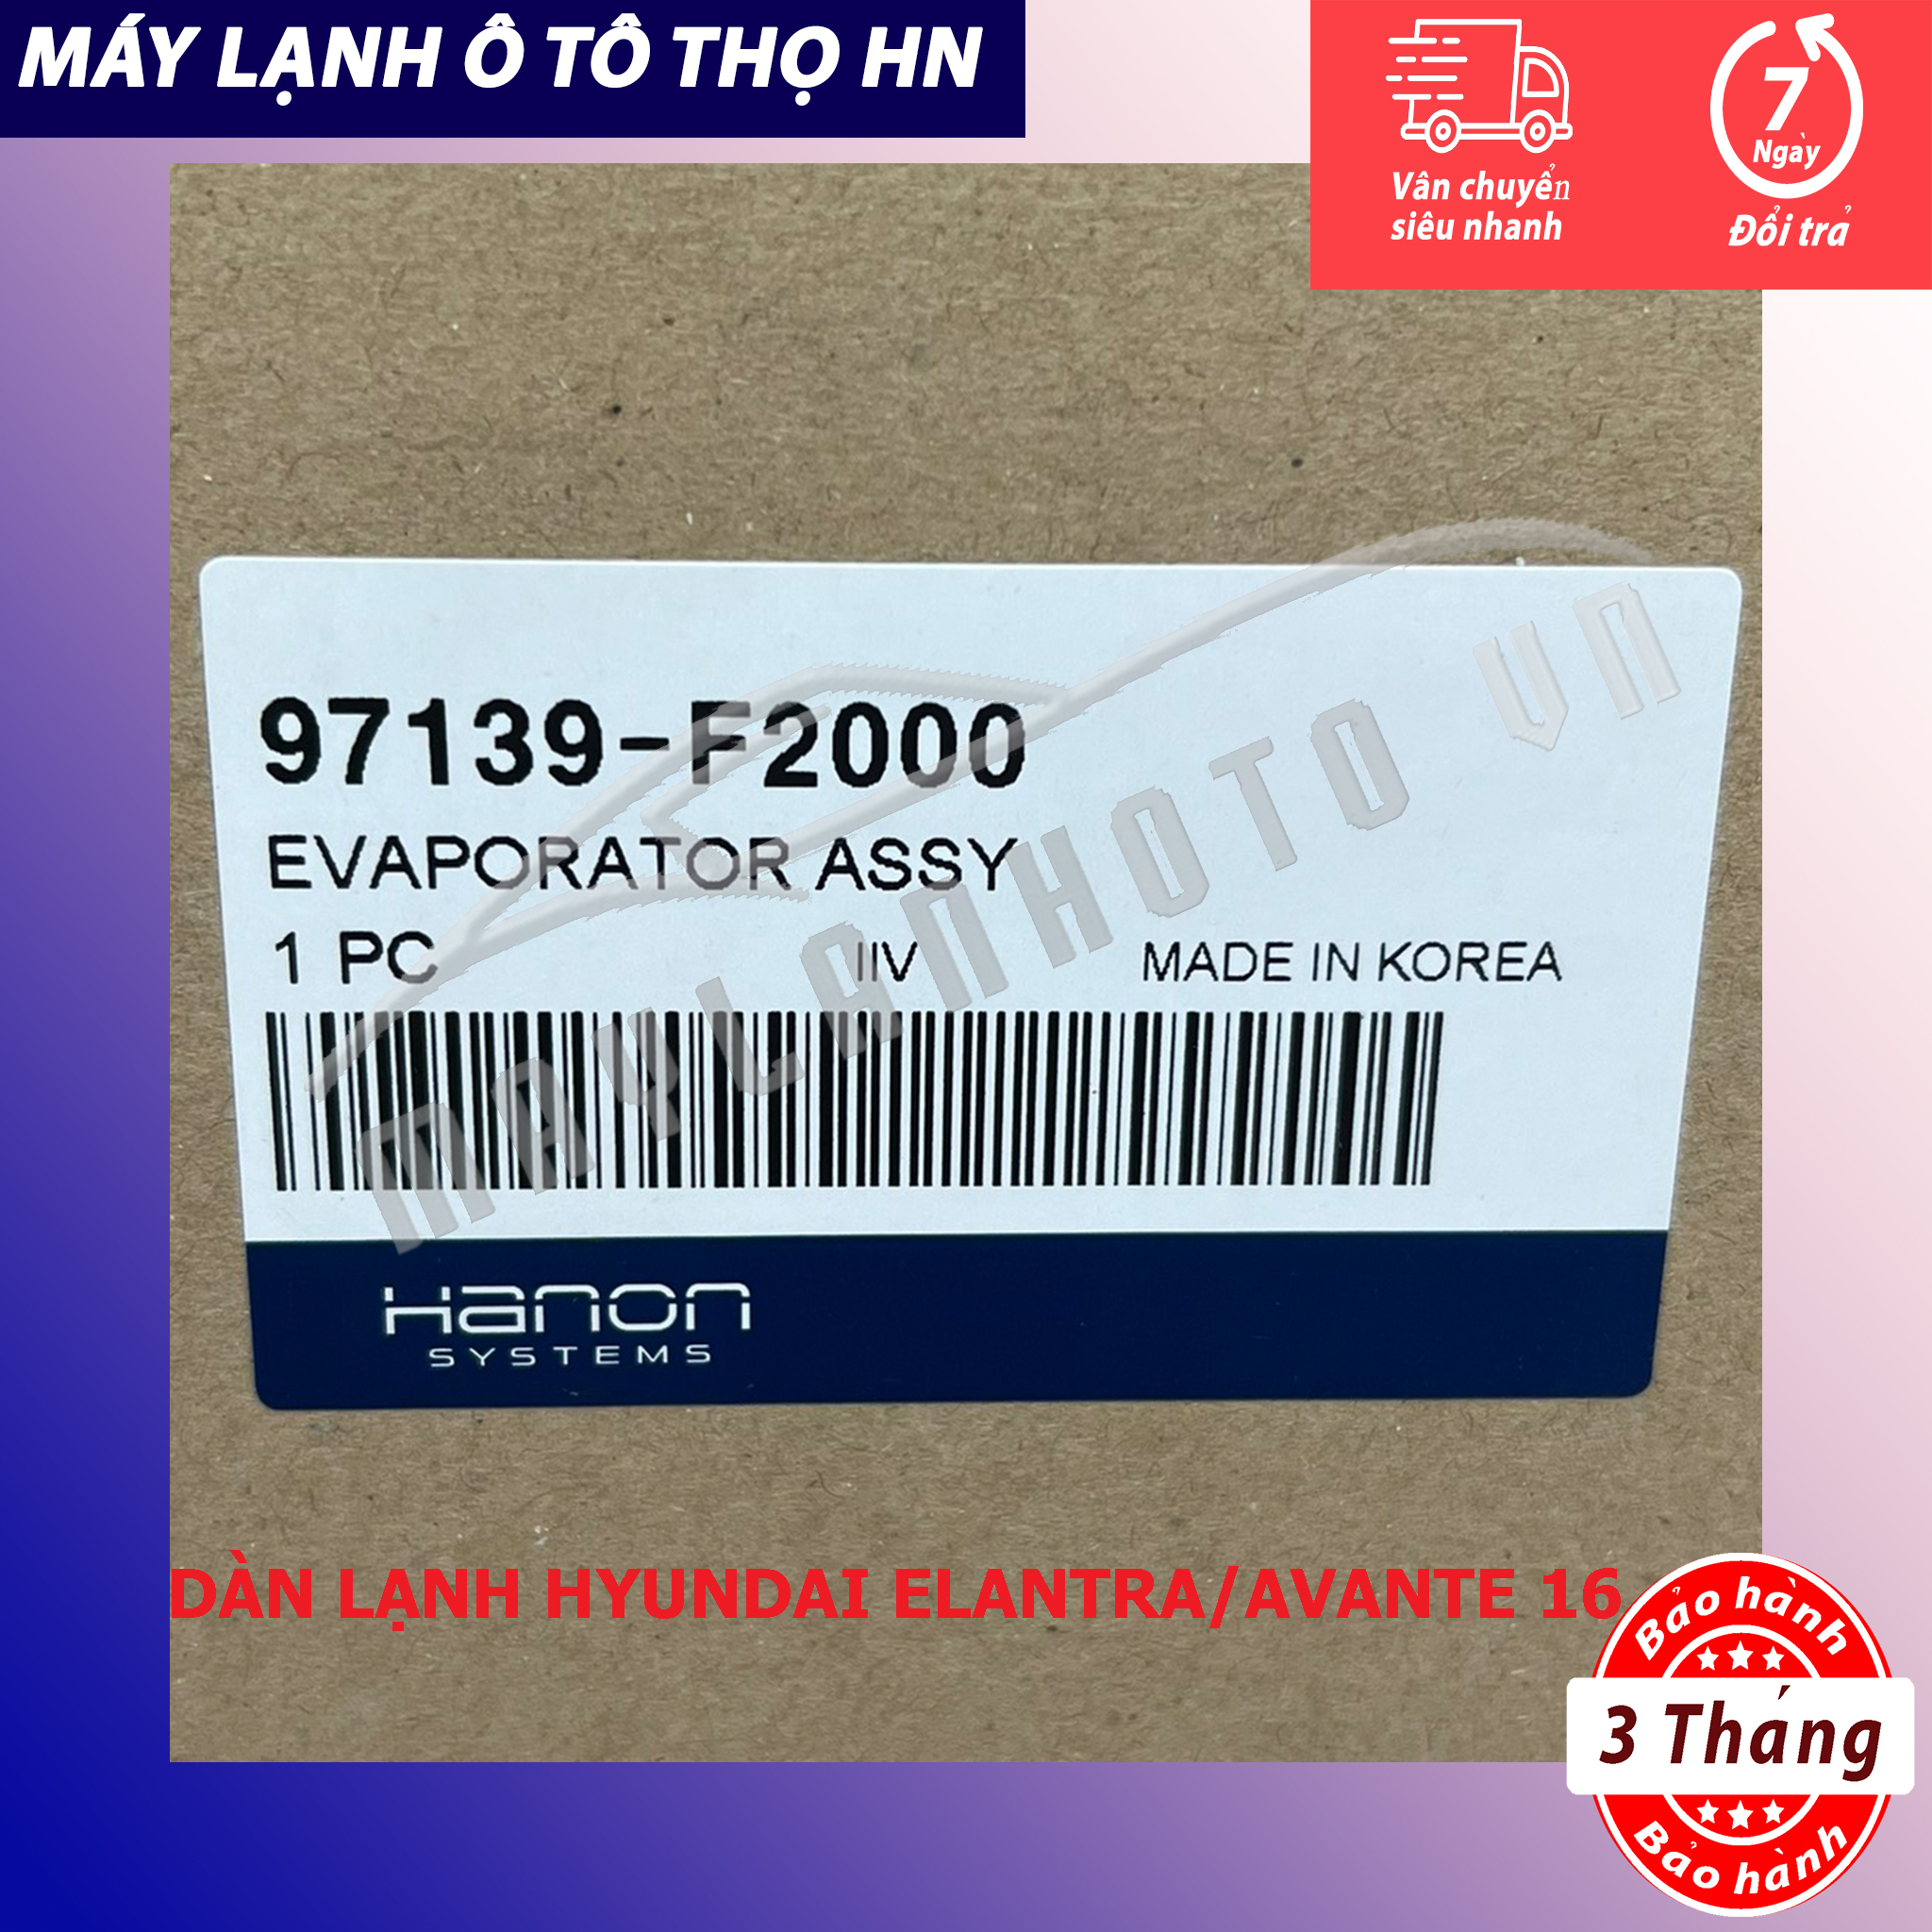 MÁY LẠNH Ô TÔ THỌ HN
Vân chuyển
siêu nhanh
7
Ngày
Đổi trả
97139-F2000
EVAPORATOR ASSY
1 PC IIV MADE IN KOREA
MAYLANHOTO VN
Hanon
SYSTEMS
DÀN LẠNH HYUNDAI ELANTRA/AVANTE 16
Bảo hành
3 Tháng
Bảo hành